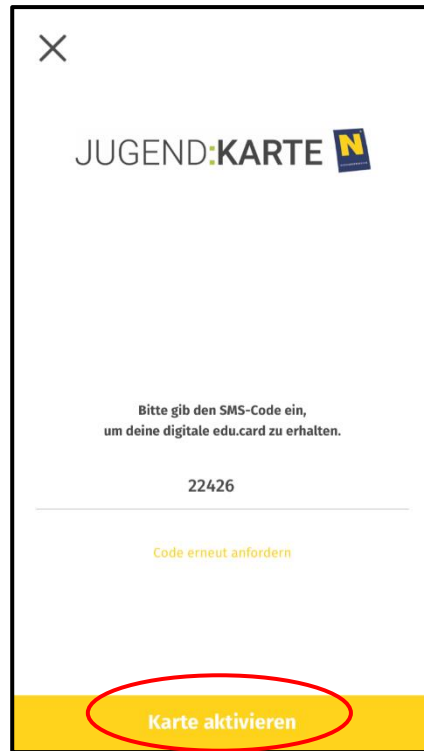 JUGEND:KARTE N
Bitte gib den SMS-Code ein,
um deine digitale edu.card zu erhalten.
22426
Code erneut anfordern
Karte aktivieren